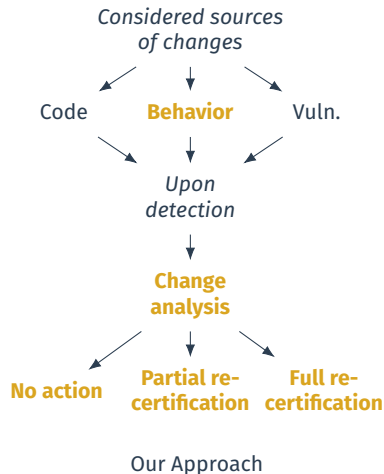 Considered sources
of changes
Code Behavior Vuln.
Upon
detection
Change
analysis
No action Partial re- Full re-
certification certification
Our Approach